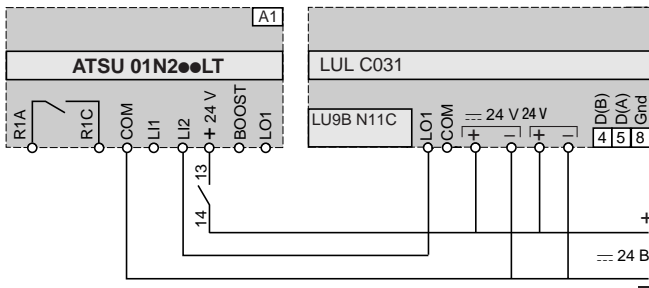 A1
ATSU 01N2●●LT
R1A
R1C
COM
LI1
LI2
+ 24 V
BOOST
LO1
13
14
LUL C031
LU9B N11C
LO1
COM
24 V 24 V
+ − + −
D(B)
D(A)
Gnd
4 5 8
+
24 В
−